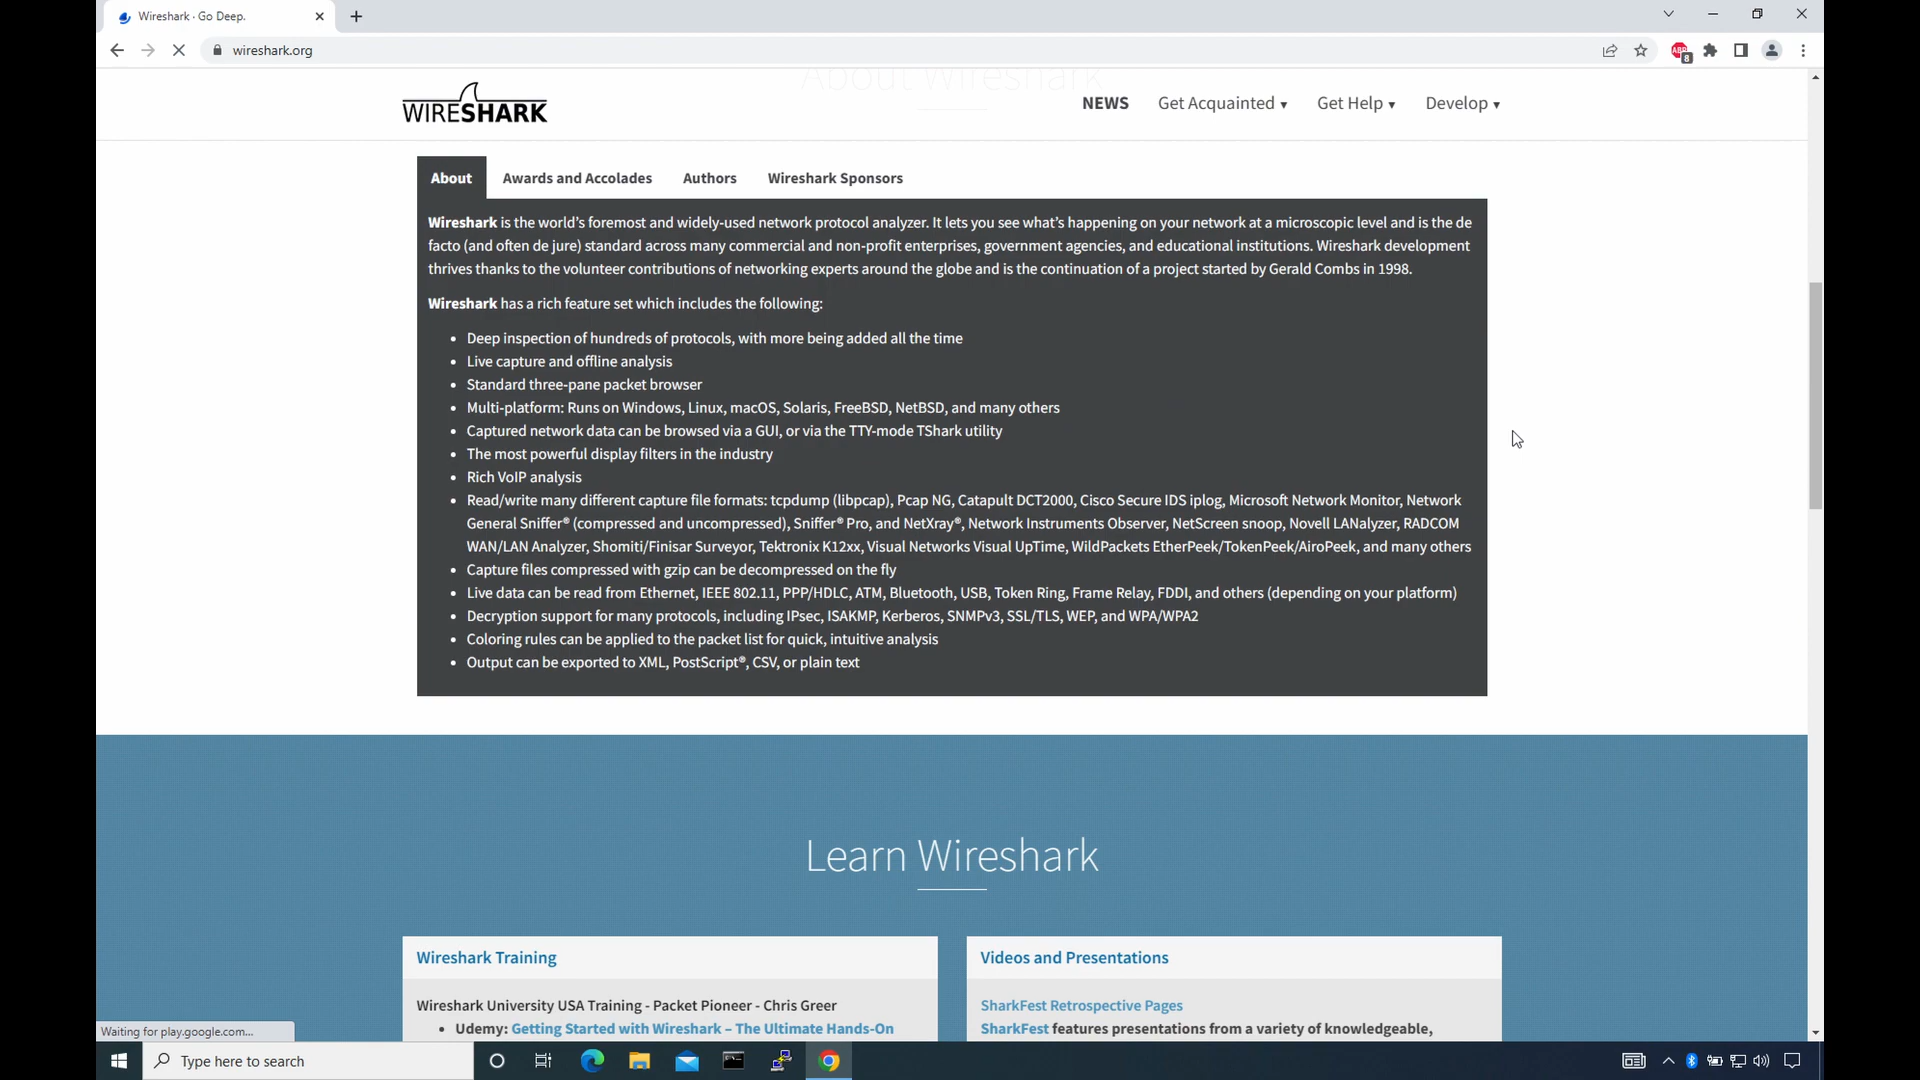 Wireshark · Go Deep.
wireshark.org
ABP
8
About Wireshark
WIRESHARK
NEWS
Get Acquainted ▾
Get Help ▾
Develop ▾
About
Awards and Accolades
Authors
Wireshark Sponsors
Wireshark is the world’s foremost and widely-used network protocol analyzer. It lets you see what’s happening on your network at a microscopic level and is the de
facto (and often de jure) standard across many commercial and non-profit enterprises, government agencies, and educational institutions. Wireshark development
thrives thanks to the volunteer contributions of networking experts around the globe and is the continuation of a project started by Gerald Combs in 1998.
Wireshark has a rich feature set which includes the following:
• Deep inspection of hundreds of protocols, with more being added all the time
• Live capture and offline analysis
• Standard three-pane packet browser
• Multi-platform: Runs on Windows, Linux, macOS, Solaris, FreeBSD, NetBSD, and many others
• Captured network data can be browsed via a GUI, or via the TTY-mode TShark utility
• The most powerful display filters in the industry
• Rich VoIP analysis
• Read/write many different capture file formats: tcpdump (libpcap), Pcap NG, Catapult DCT2000, Cisco Secure IDS iplog, Microsoft Network Monitor, Network
General Sniffer® (compressed and uncompressed), Sniffer® Pro, and NetXray®, Network Instruments Observer, NetScreen snoop, Novell LANalyzer, RADCOM
WAN/LAN Analyzer, Shomiti/Finisar Surveyor, Tektronix K12xx, Visual Networks Visual UpTime, WildPackets EtherPeek/TokenPeek/AiroPeek, and many others
• Capture files compressed with gzip can be decompressed on the fly
• Live data can be read from Ethernet, IEEE 802.11, PPP/HDLC, ATM, Bluetooth, USB, Token Ring, Frame Relay, FDDI, and others (depending on your platform)
• Decryption support for many protocols, including IPsec, ISAKMP, Kerberos, SNMPv3, SSL/TLS, WEP, and WPA/WPA2
• Coloring rules can be applied to the packet list for quick, intuitive analysis
• Output can be exported to XML, PostScript®, CSV, or plain text
Learn Wireshark
Wireshark Training
Wireshark University USA Training - Packet Pioneer - Chris Greer
• Udemy: Getting Started with Wireshark – The Ultimate Hands-On
Videos and Presentations
SharkFest Retrospective Pages
SharkFest features presentations from a variety of knowledgeable,
Waiting for play.google.com...
Type here to search